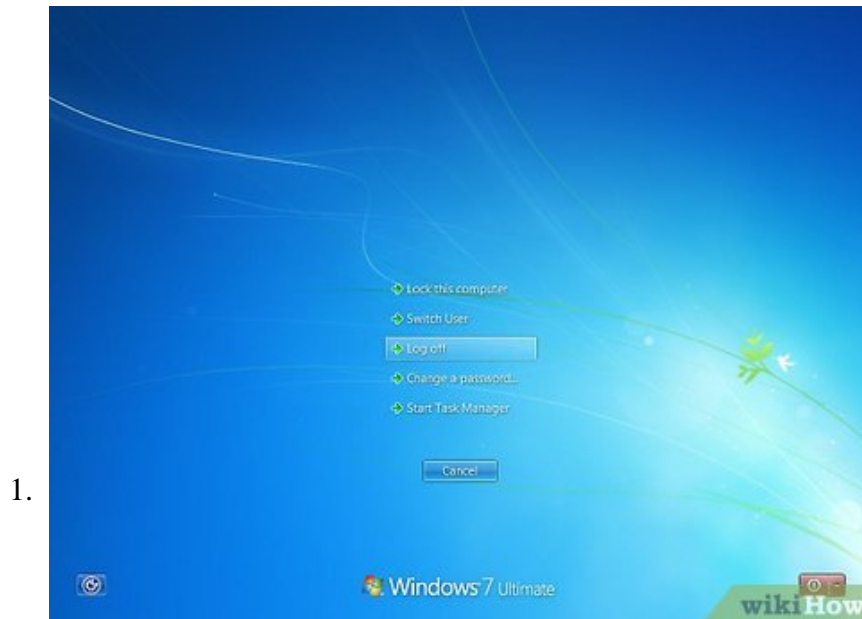 Lock this computer
Switch User
Log off
Change a password...
Start Task Manager
Cancel
1.
Windows 7 Ultimate
wikiHow